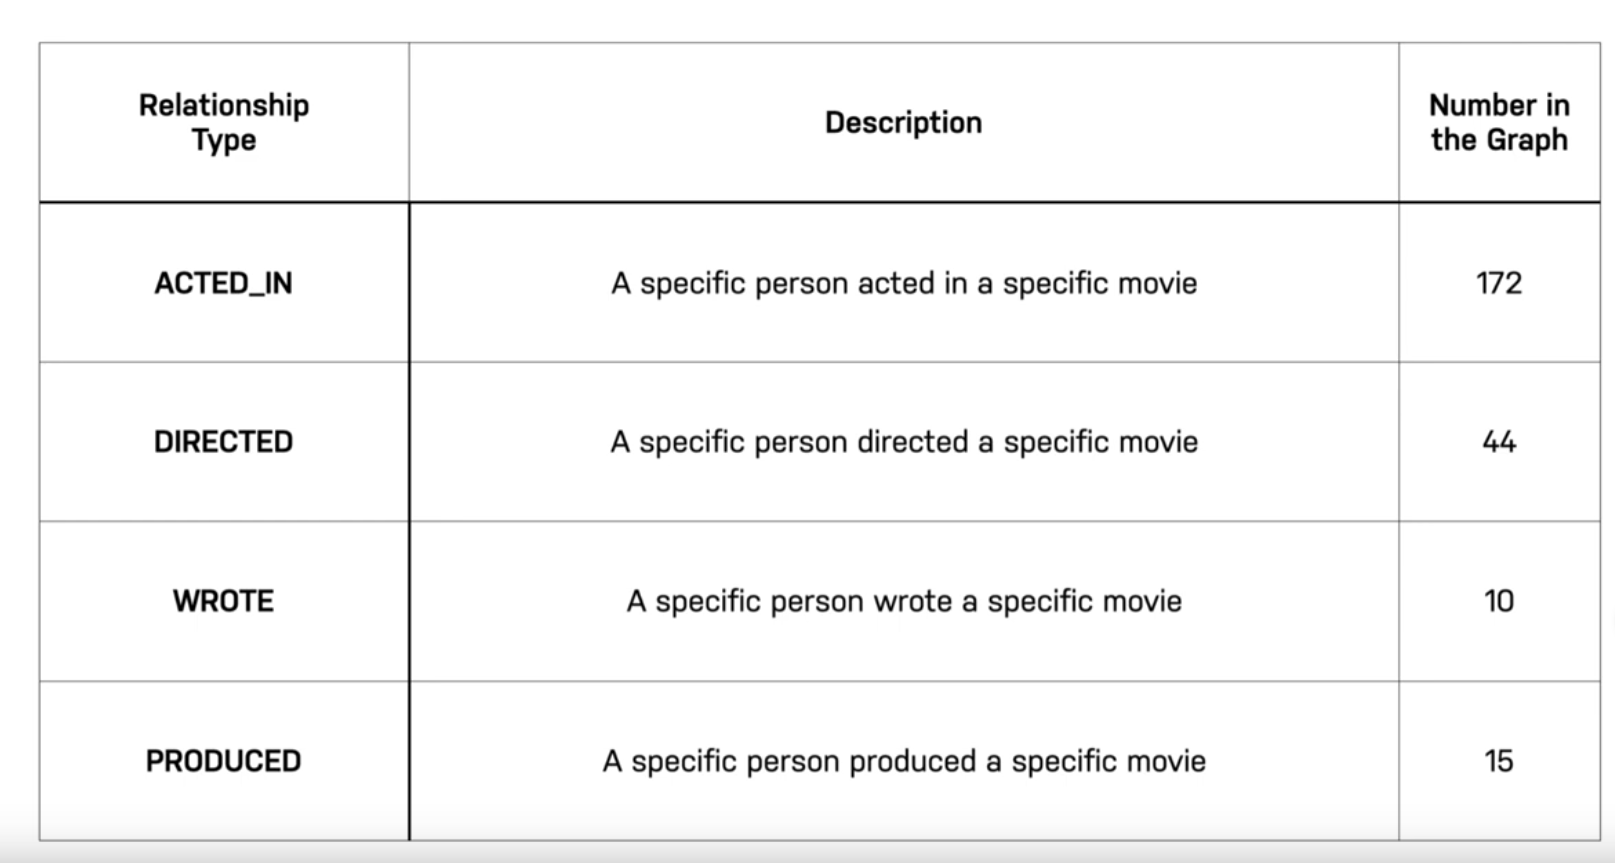 Relationship
Type
Description
Number in
the Graph
ACTED_IN
A specific person acted in a specific movie
172
DIRECTED
A specific person directed a specific movie
44
WROTE
A specific person wrote a specific movie
10
PRODUCED
A specific person produced a specific movie
15